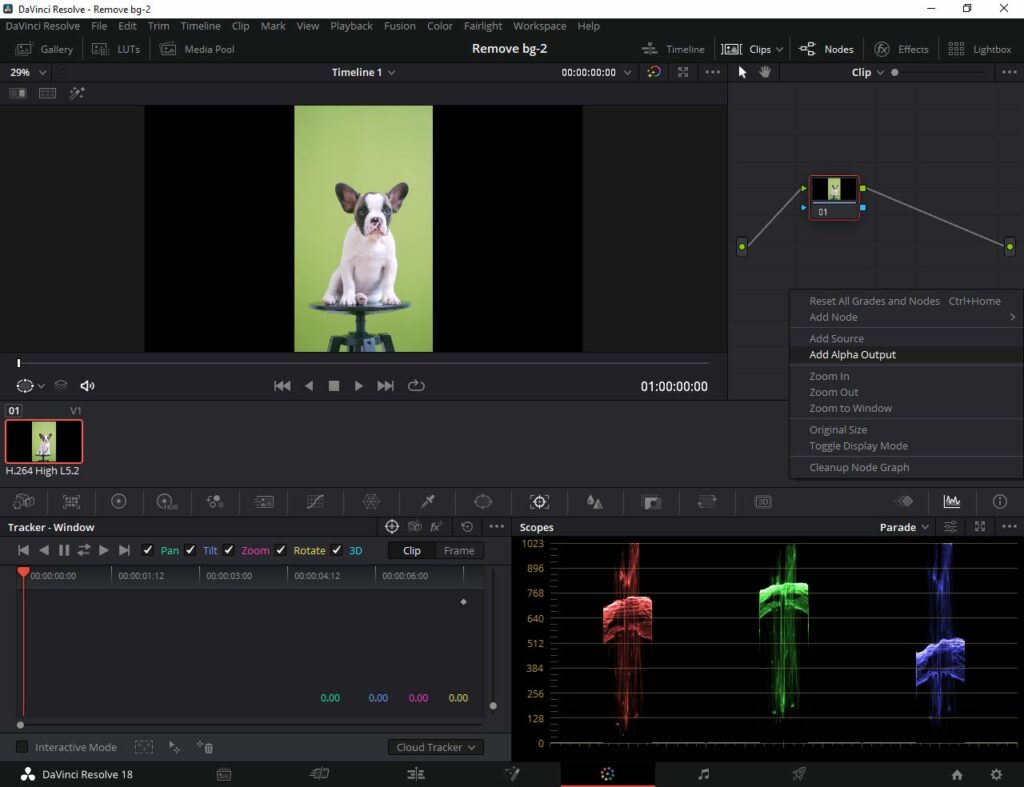 DaVinci Resolve - Remove bg-2
DaVinci Resolve File Edit Trim Timeline Clip Mark View Playback Fusion Color Fairlight Workspace Help
Gallery LUTs Media Pool Remove bg-2 Timeline Clips Nodes Effects Lightbox
29% Timeline 1 00:00:00:00 Clip
01
Reset All Grades and Nodes Ctrl+Home
Add Node
Add Source
Add Alpha Output
Zoom In
Zoom Out
Zoom to Window
Original Size
Toggle Display Mode
Cleanup Node Graph
01:00:00:00
01 V1
H.264 High L5.2
HDR
3D
Tracker - Window
Pan Tilt Zoom Rotate 3D Clip Frame
00:00:00:00 00:00:01:12 00:00:03:00 00:00:04:12 00:00:06:00
0.00 0.00 0.00 0.00
Interactive Mode Cloud Tracker
Scopes Parade
1023
896
768
640
512
384
256
128
0
DaVinci Resolve 18